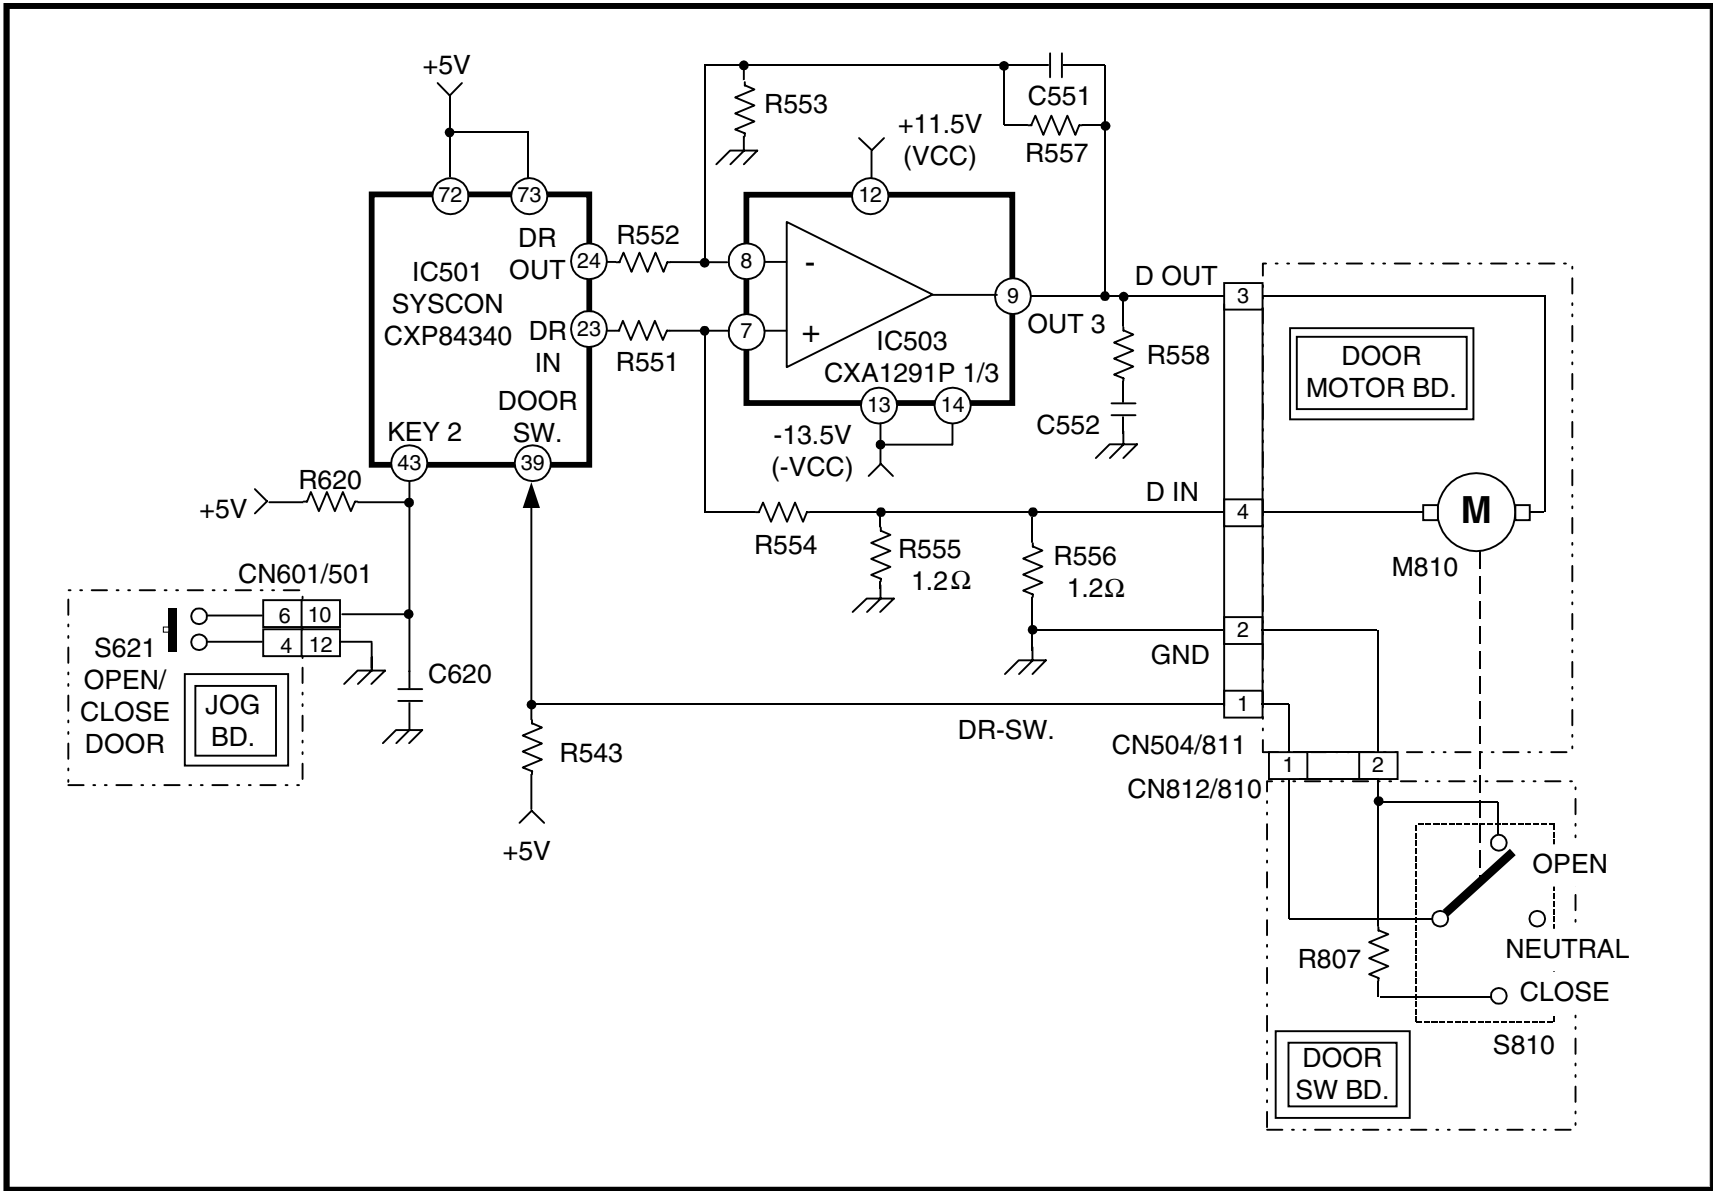 +5V
C551
R553
+11.5V
(VCC)
R557
72
73
12
DR
OUT
24
R552
8
-
IC501
SYSCON
CXP84340
DR
IN
23
R551
7
+
9
OUT 3
IC503
CXA1291P 1/3
13
14
-13.5V
(-VCC)
D OUT
3
R558
C552
DOOR
MOTOR BD.
KEY 2
43
DOOR
SW.
39
R620
+5V
D IN
4
M
M810
R554
R555
1.2Ω
R556
1.2Ω
CN601/501
6
10
4
12
S621
OPEN/
CLOSE
DOOR
JOG
BD.
C620
2
GND
1
DR-SW.
R543
+5V
CN504/811
CN812/810
1
2
OPEN
NEUTRAL
CLOSE
R807
S810
DOOR
SW BD.